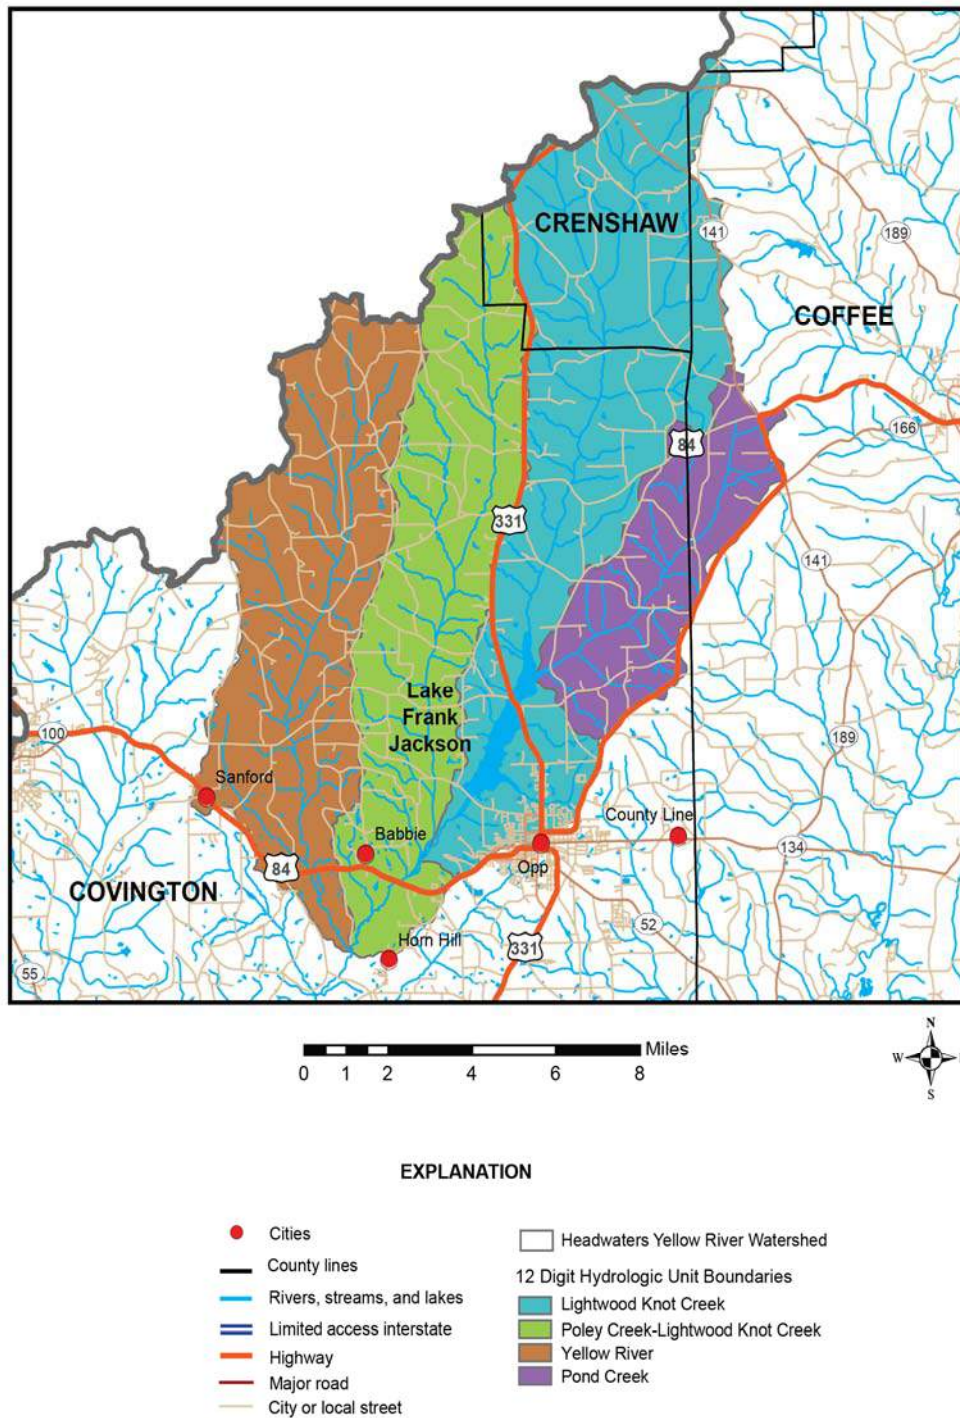 CRENSHAW
141
189
COFFEE
166
84
331
141
Lake
Frank
Jackson
100
189
Sanford
County Line
Babbie
134
84
Opp
COVINGTON
52
Horn Hill
331
55
Miles
0 1 2 4 6 8
N
W
S
EXPLANATION
Cities
County lines
Rivers, streams, and lakes
Limited access interstate
Highway
Major road
City or local street
Headwaters Yellow River Watershed
12 Digit Hydrologic Unit Boundaries
Lightwood Knot Creek
Poley Creek-Lightwood Knot Creek
Yellow River
Pond Creek